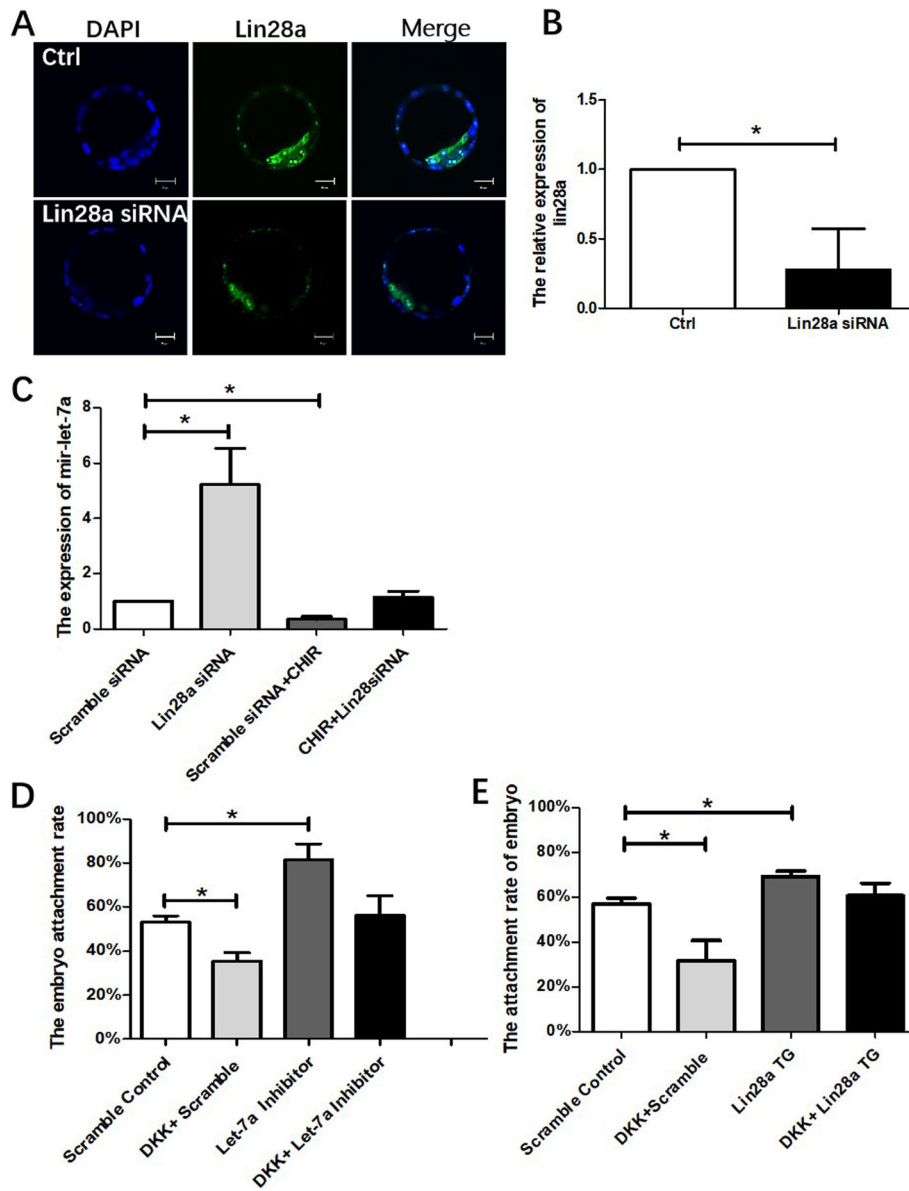 A
DAPI
Lin28a
Merge
Ctrl
Lin28a siRNA
B
The relative expression of
lin28a
1.5
1.0
0.5
0.0
*
Ctrl
Lin28a siRNA
C
The expression of mir-let-7a
8
6
4
2
0
*
*
Scramble siRNA
Lin28a siRNA
Scramble siRNA+CHIR
CHIR+Lin28siRNA
D
The embryo attachment rate
100%
80%
60%
40%
20%
0%
*
*
Scramble Control
DKK+ Scramble
Let-7a Inhibitor
DKK+ Let-7a Inhibitor
E
The attachment rate of embryo
100%
80%
60%
40%
20%
0%
*
*
Scramble Control
DKK+Scramble
Lin28a TG
DKK+ Lin28a TG